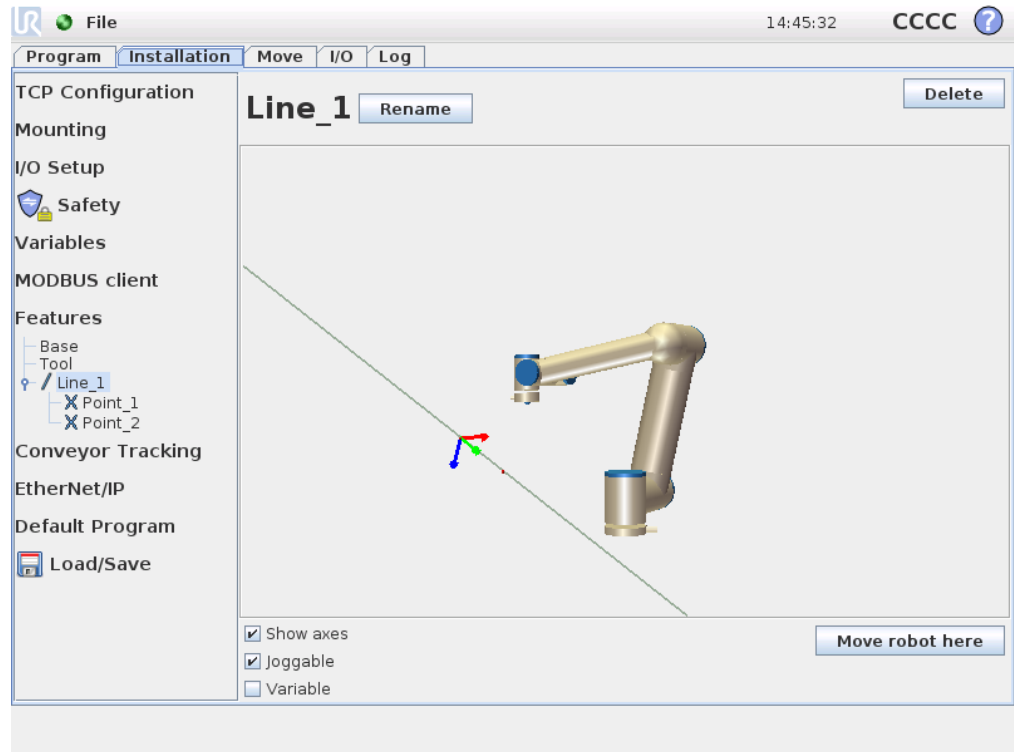 UR File 14:45:32 CCCC ?
Program Installation Move I/O Log
TCP Configuration
Mounting
I/O Setup
Safety
Variables
MODBUS client
Features
Base
Tool
Line_1
Point_1
Point_2
Conveyor Tracking
EtherNet/IP
Default Program
Load/Save
Line_1 Rename Delete
Show axes
Joggable
Variable
Move robot here